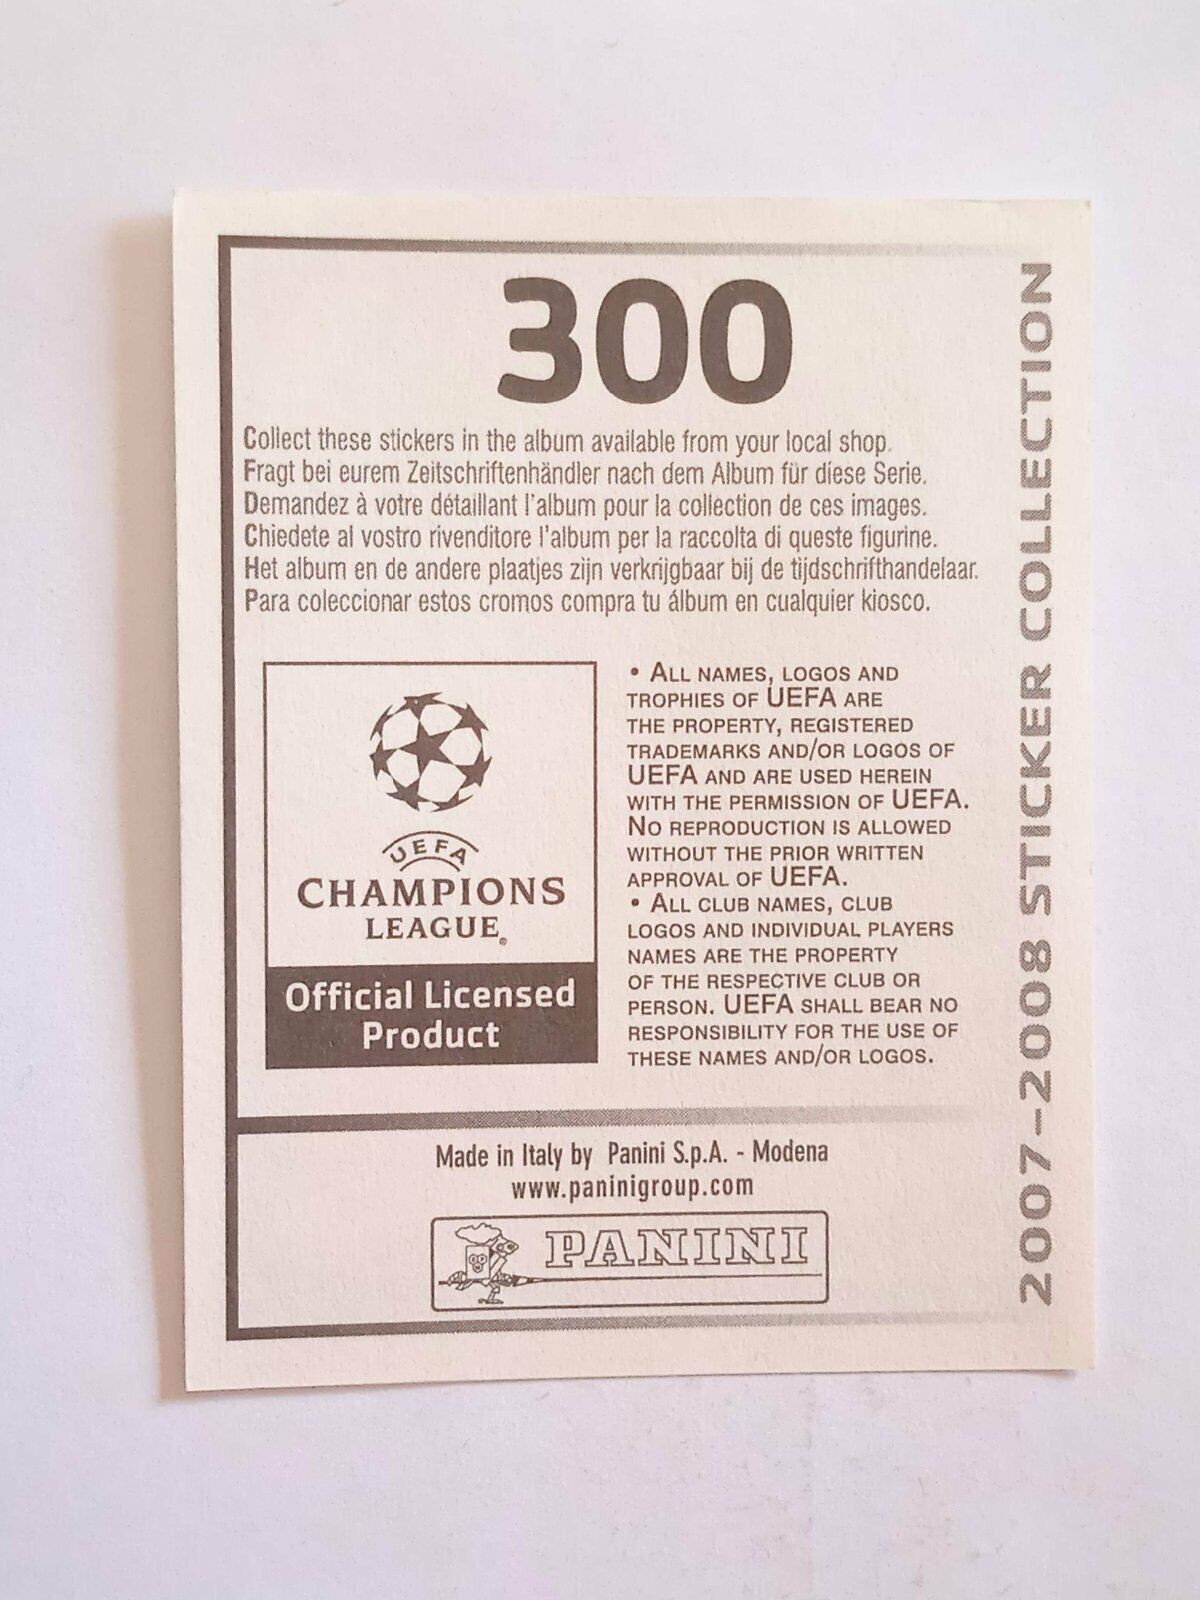 300
Collect these stickers in the album available from your local shop.
Fragt bei eurem Zeitschriftenhändler nach dem Album für diese Serie.
Demandez à votre détaillant l'album pour la collection de ces images.
Chiedete al vostro rivenditore l'album per la raccolta di queste figurine.
Het album en de andere plaatjes zijn verkrijgbaar bij de tijdschrifthandelaar.
Para coleccionar estos cromos compra tu álbum en cualquier kiosco.
UEFA
CHAMPIONS
LEAGUE®
Official Licensed
Product
• ALL NAMES, LOGOS AND
TROPHIES OF UEFA ARE
THE PROPERTY, REGISTERED
TRADEMARKS AND/OR LOGOS OF
UEFA AND ARE USED HEREIN
WITH THE PERMISSION OF UEFA.
NO REPRODUCTION IS ALLOWED
WITHOUT THE PRIOR WRITTEN
APPROVAL OF UEFA.
• ALL CLUB NAMES, CLUB
LOGOS AND INDIVIDUAL PLAYERS
NAMES ARE THE PROPERTY
OF THE RESPECTIVE CLUB OR
PERSON. UEFA SHALL BEAR NO
RESPONSIBILITY FOR THE USE OF
THESE NAMES AND/OR LOGOS.
Made in Italy by Panini S.p.A. - Modena
www.paninigroup.com
PANINI
2007-2008 STICKER COLLECTION